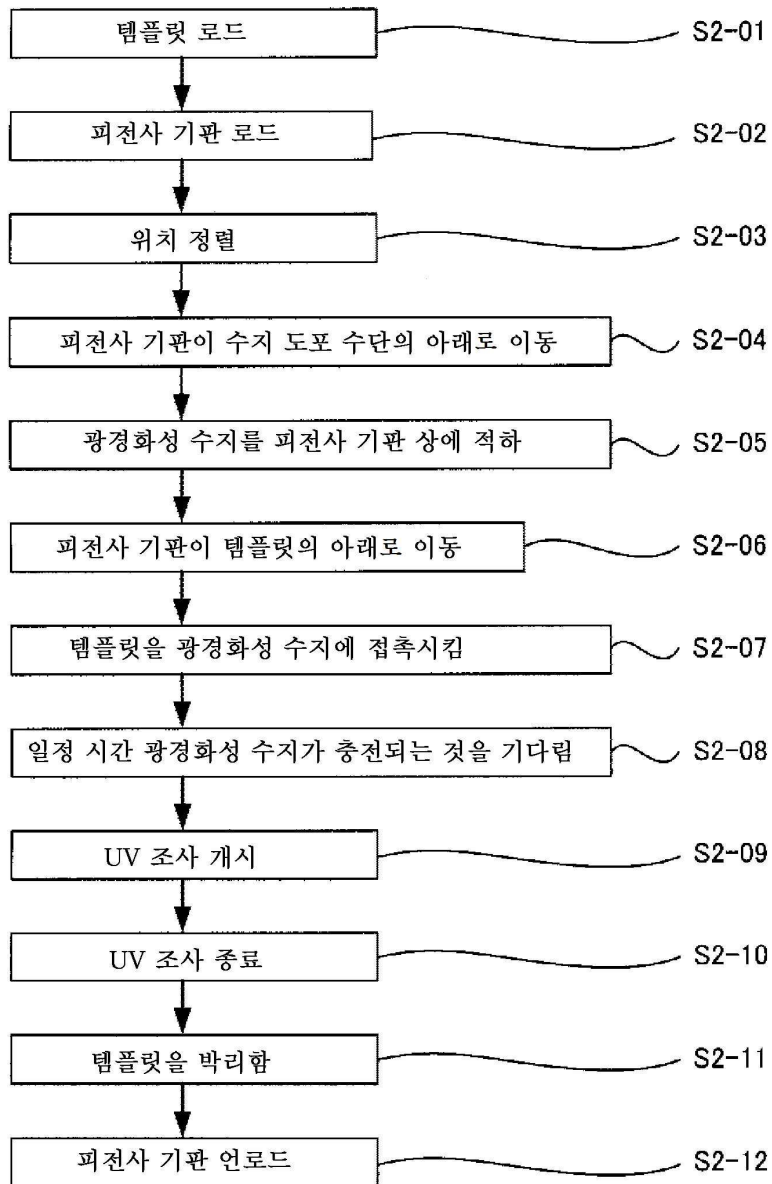 템플릿 로드 S2-01
피전사 기판 로드 S2-02
위치 정렬 S2-03
피전사 기판이 수지 도포 수단의 아래로 이동 S2-04
광경화성 수지를 피전사 기판 상에 적하 S2-05
피전사 기판이 템플릿의 아래로 이동 S2-06
템플릿을 광경화성 수지에 접촉시킴 S2-07
일정 시간 광경화성 수지가 충전되는 것을 기다림 S2-08
UV 조사 개시 S2-09
UV 조사 종료 S2-10
템플릿을 박리함 S2-11
피전사 기판 언로드 S2-12